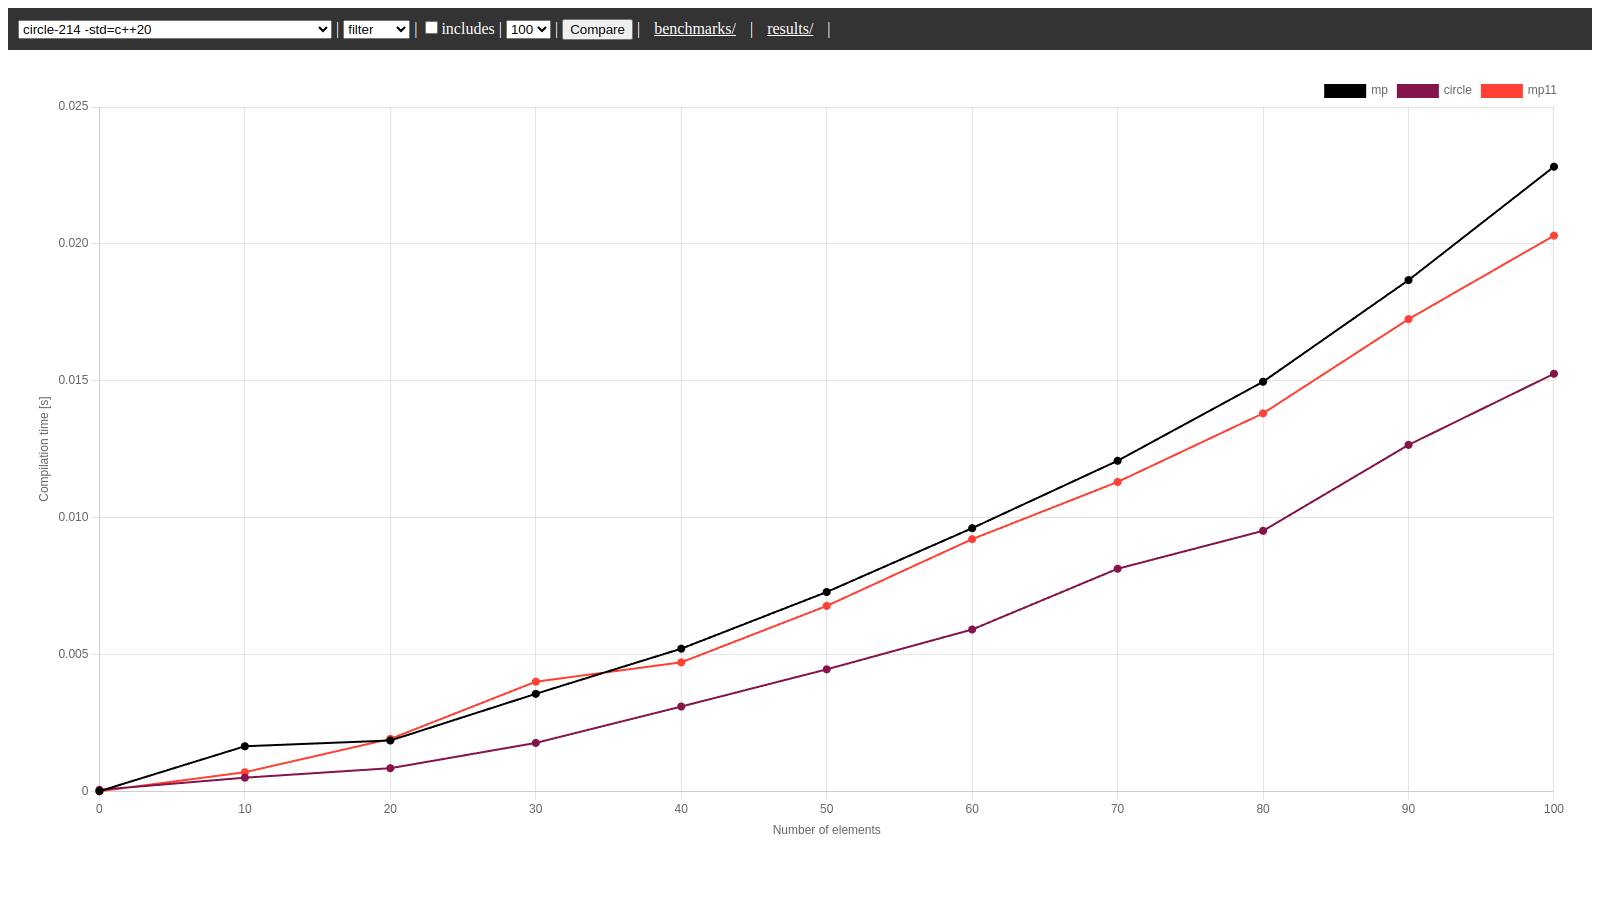 circle-214 -std=c++20 | filter | includes | 100 | Compare | benchmarks/ | results/ |
mp circle mp11
0.025
0.020
0.015
0.010
0.005
0
Compilation time [s]
0 10 20 30 40 50 60 70 80 90 100
Number of elements